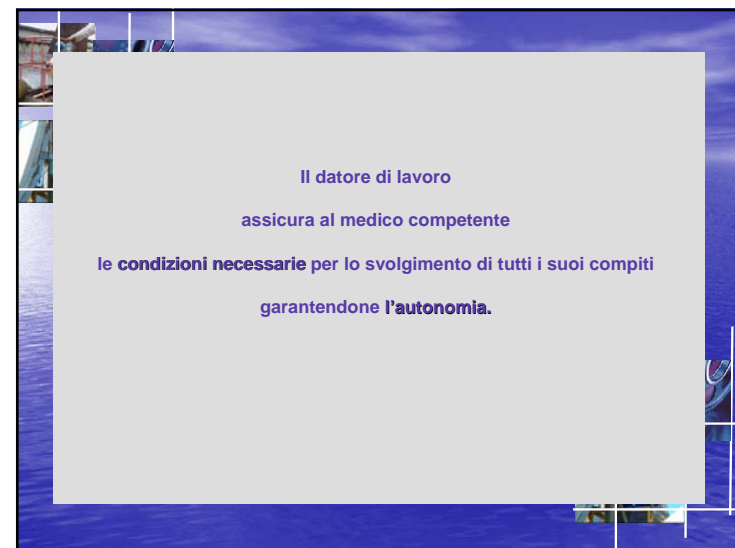 Il datore di lavoro
assicura al medico competente
le condizioni necessarie per lo svolgimento di tutti i suoi compiti
garantendone l'autonomia.